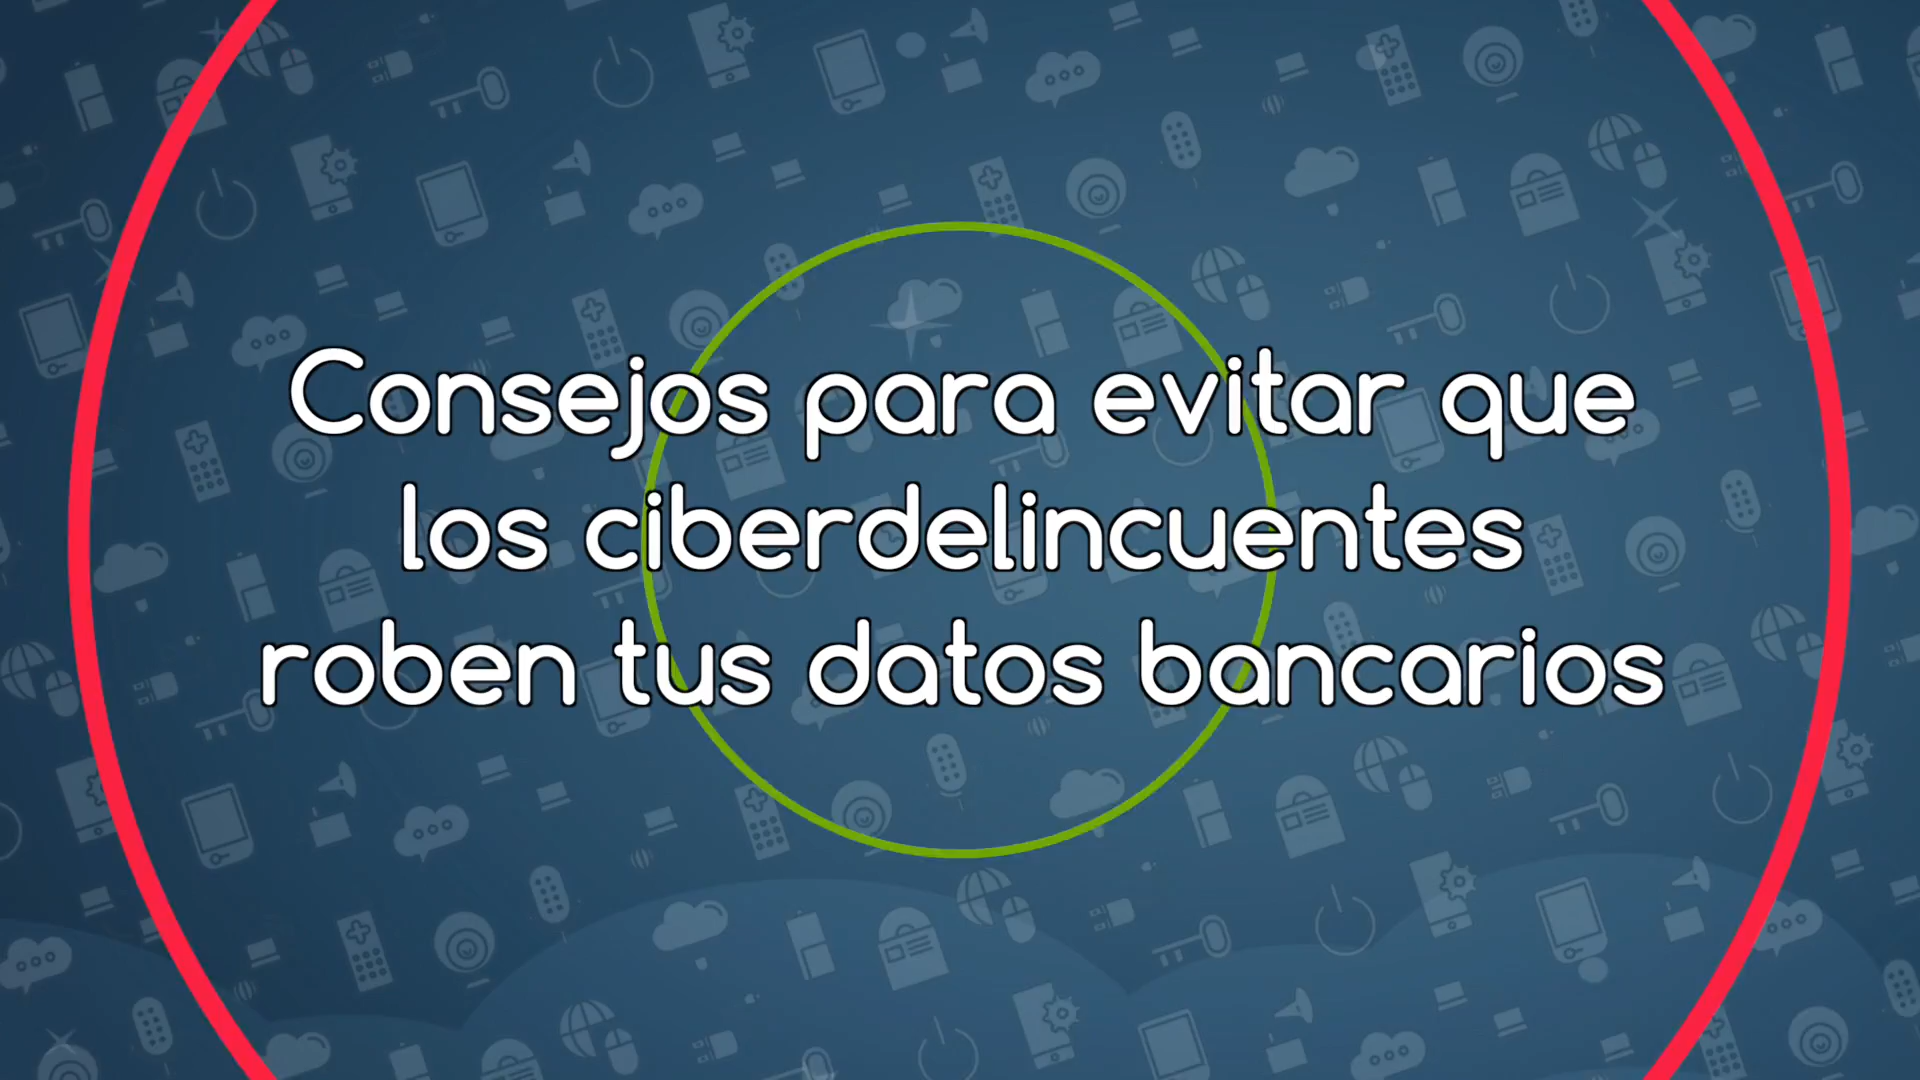 Consejos para evitar que
los ciberdelincuentes
roben tus datos bancarios